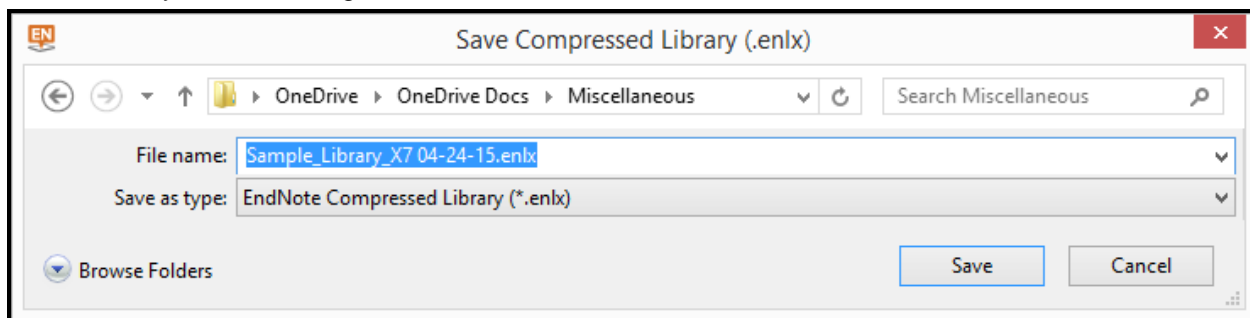 EN
Save Compressed Library (.enlx)
OneDrive OneDrive Docs Miscellaneous
Search Miscellaneous
File name: Sample_Library_X7 04-24-15.enlx
Save as type: EndNote Compressed Library (*.enlx)
Browse Folders
Save
Cancel